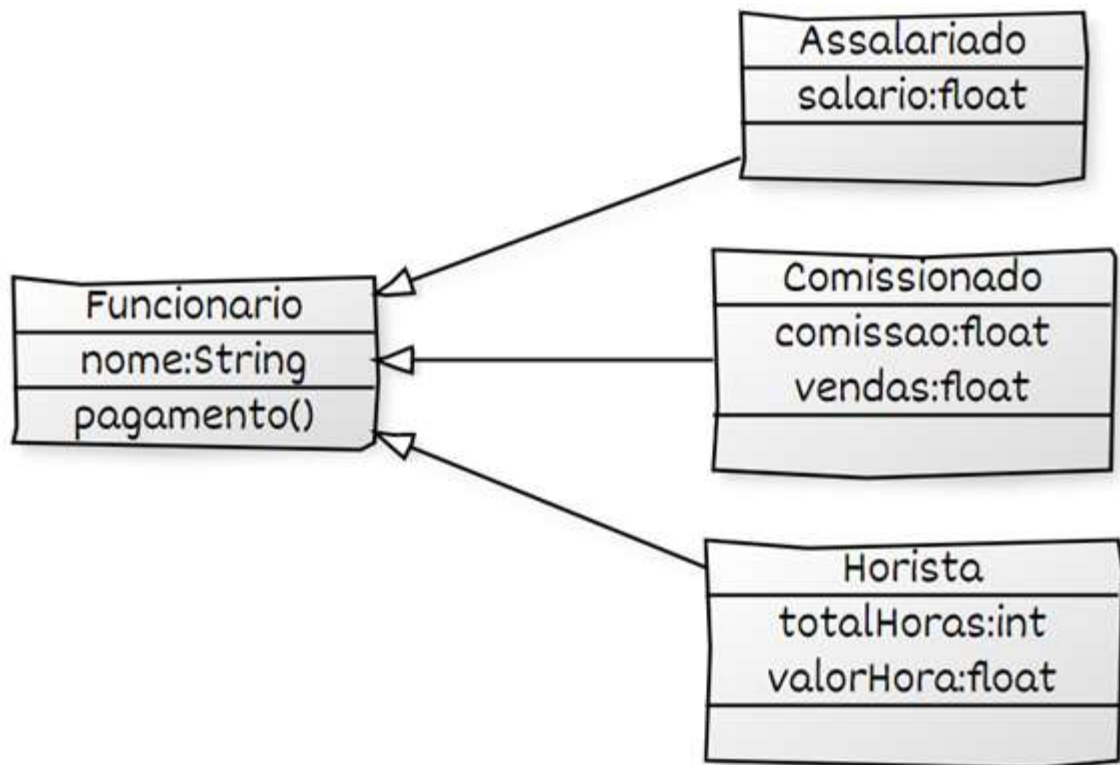 Assalariado
salario:float
Funcionario
nome:String
pagamento()
Comissionado
comissao:float
vendas:float
Horista
totalHoras:int
valorHora:float